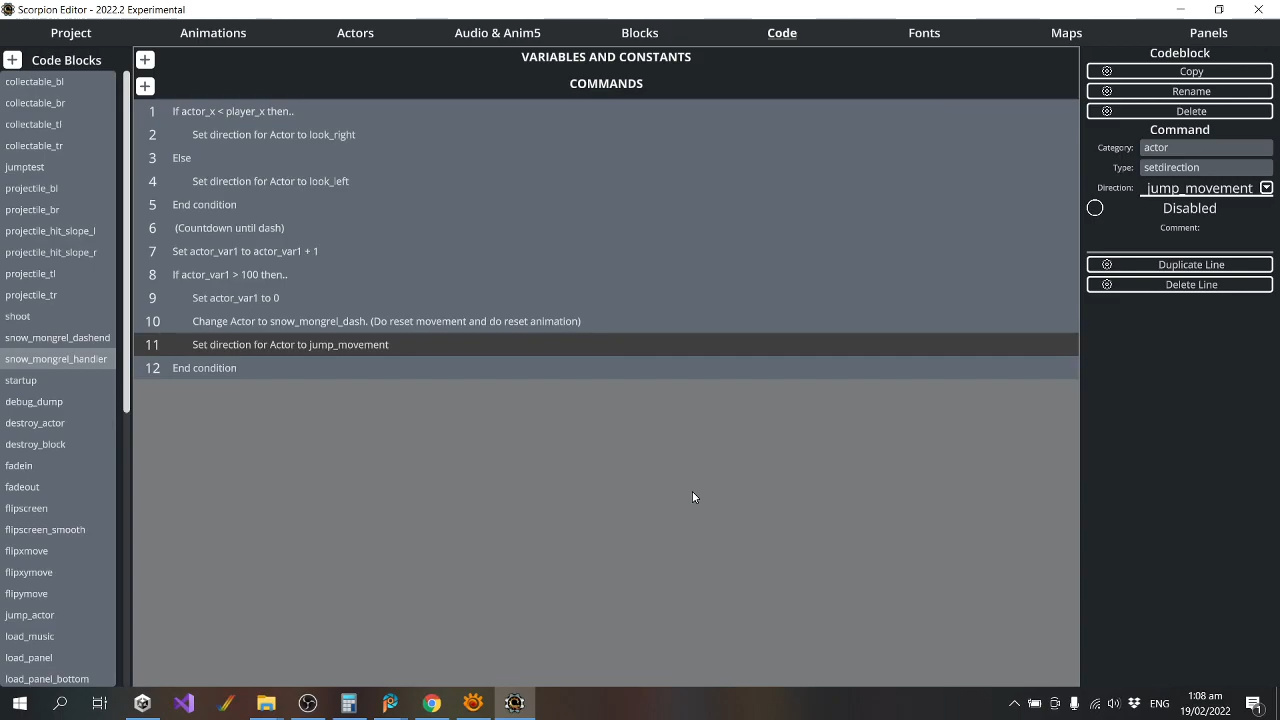 Scorpion Editor - 2022.2 Experimental
Project Animations Actors Audio & Anim5 Blocks Code Fonts Maps Panels
Code Blocks
collectable_bl
collectable_br
collectable_tl
collectable_tr
jumptest
projectile_bl
projectile_br
projectile_hit_slope_l
projectile_hit_slope_r
projectile_tl
projectile_tr
shoot
snow_mongrel_dashend
snow_mongrel_handler
startup
debug_dump
destroy_actor
destroy_block
fadein
fadeout
flipscreen
flipscreen_smooth
flipxmove
flipxymove
flipymove
jump_actor
load_music
load_panel
load_panel_bottom
VARIABLES AND CONSTANTS
COMMANDS
1 If actor_x < player_x then..
2 Set direction for Actor to look_right
3 Else
4 Set direction for Actor to look_left
5 End condition
6 (Countdown until dash)
7 Set actor_var1 to actor_var1 + 1
8 If actor_var1 > 100 then..
9 Set actor_var1 to 0
10 Change Actor to snow_mongrel_dash. (Do reset movement and do reset animation)
11 Set direction for Actor to jump_movement
12 End condition
Codeblock
Copy
Rename
Delete
Command
Category: actor
Type: setdirection
Direction: jump_movement
Disabled
Comment:
Duplicate Line
Delete Line
ENG
1:08 am
19/02/2022